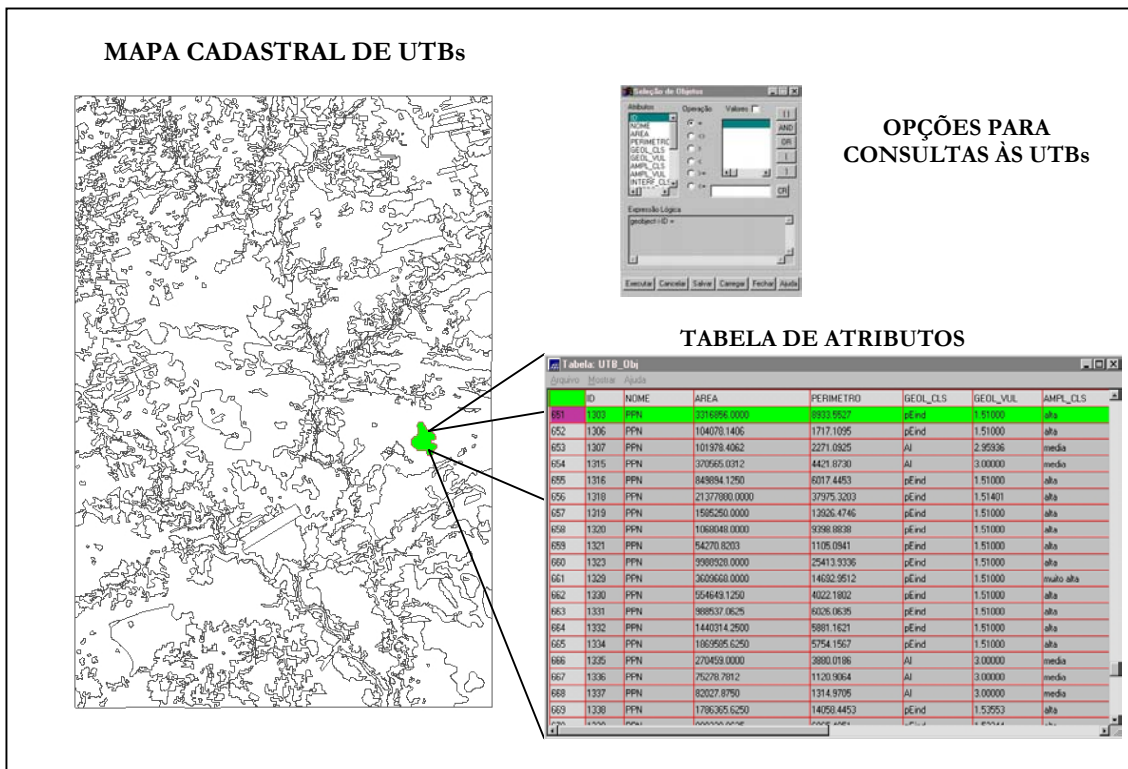 MAPA CADASTRAL DE UTBs
Seleção de Objetos
Atributos Operação Valores
ID
NOME
AREA
PERIMETRO
GEOL_CLS
GEOL_VUL
AMPL_CLS
AMPL_VUL
INTERF_CLS
=
<>
>
<
>=
<=
AND
OR
CR
Expressão Lógica
Executar Cancelar Salvar Carregar Fechar Ajuda
OPÇÕES PARA
CONSULTAS ÀS UTBs
TABELA DE ATRIBUTOS
Tabela: UTB_Obj
Arquivo Mostrar Ajuda
ID NOME AREA PERIMETRO GEOL_CLS GEOL_VUL AMPL_CLS
651 1303 PPN 3316856.0000 8933.5527 pEind 1.51000 alta
652 1306 PPN 104078.1406 1717.1095 pEind 1.51000 alta
653 1307 PPN 101978.4062 2271.0925 AI 2.95936 media
654 1315 PPN 370565.0312 4421.8730 AI 3.00000 media
655 1316 PPN 849894.1250 6017.4453 pEind 1.51000 alta
656 1318 PPN 21377880.0000 37975.3203 pEind 1.51401 alta
657 1319 PPN 1585250.0000 13926.4746 pEind 1.51000 alta
658 1320 PPN 1068048.0000 9398.8838 pEind 1.51000 alta
659 1321 PPN 54270.8203 1105.0941 pEind 1.51000 alta
660 1323 PPN 9988928.0000 25413.9336 pEind 1.51000 alta
661 1329 PPN 3609668.0000 14692.9512 pEind 1.51000 muito alta
662 1330 PPN 554649.1250 4022.1802 pEind 1.51000 alta
663 1331 PPN 988537.0625 6026.0635 pEind 1.51000 alta
664 1332 PPN 1440314.2500 5881.1621 pEind 1.51000 alta
665 1334 PPN 1869585.6250 5754.1567 pEind 1.51000 alta
666 1335 PPN 270459.0000 3880.0186 AI 3.00000 media
667 1336 PPN 75278.7812 1120.9064 AI 3.00000 media
668 1337 PPN 82027.8750 1314.9705 AI 3.00000 media
669 1338 PPN 1786365.6250 14058.4453 pEind 1.53553 alta